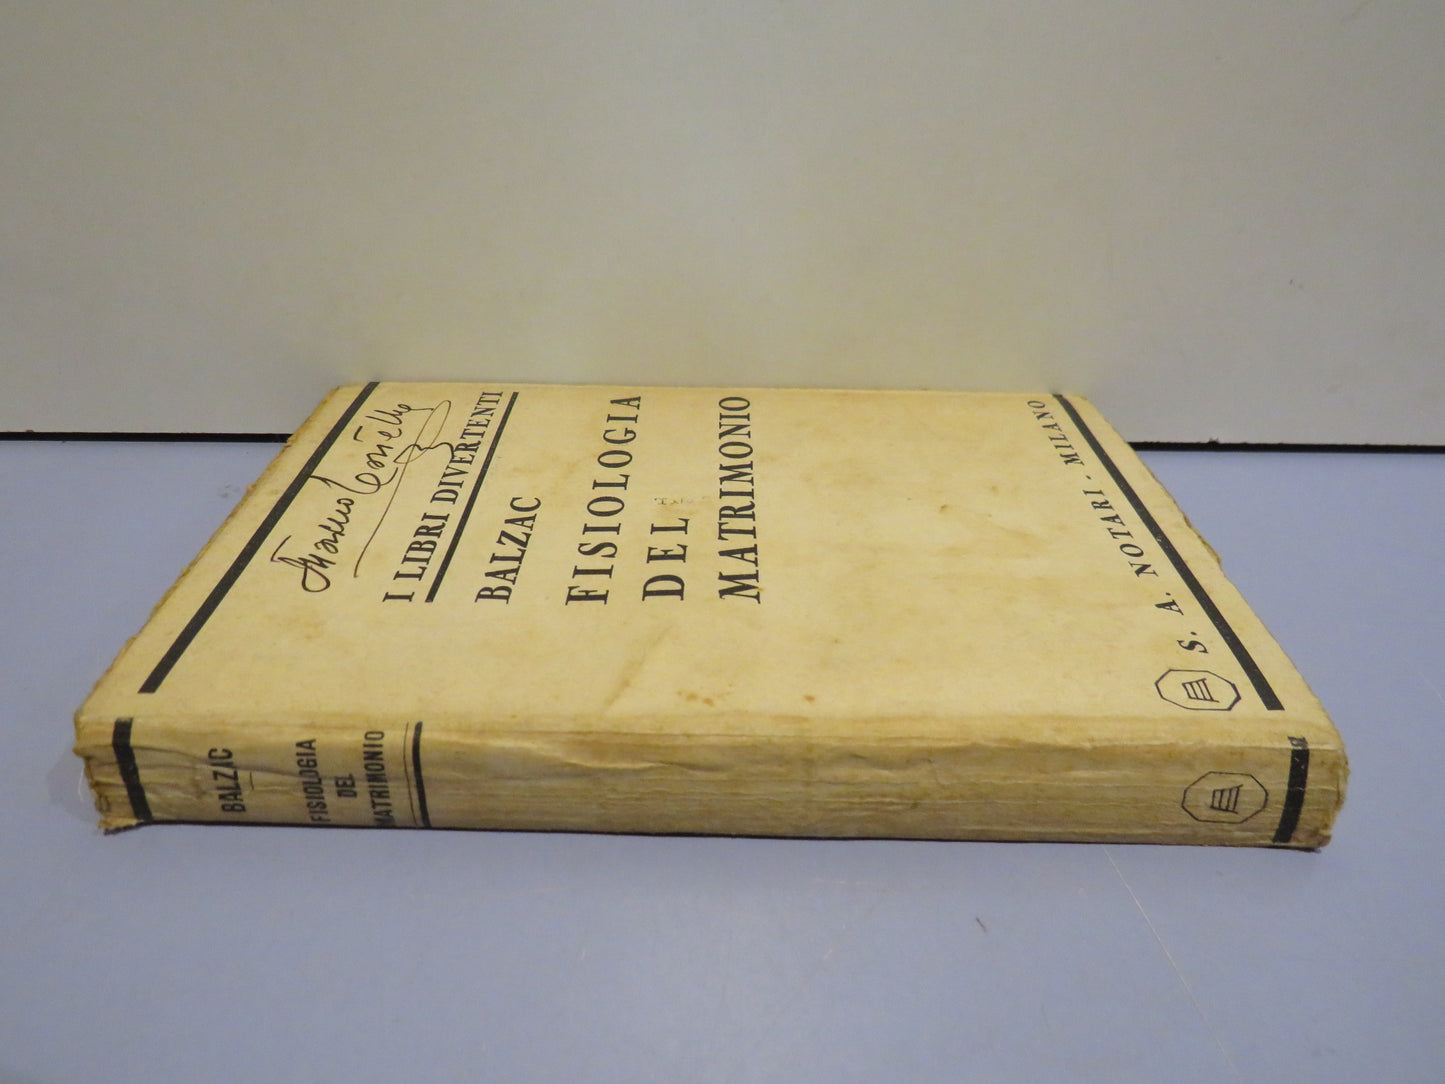 I LIBRI DIVERTENTI
BALZAC
FISIOLOGIA
DEL
MATRIMONIO
S. A. NOTARI - MILANO
BALZAC
FISIOLOGIA
DEL
MATRIMONIO